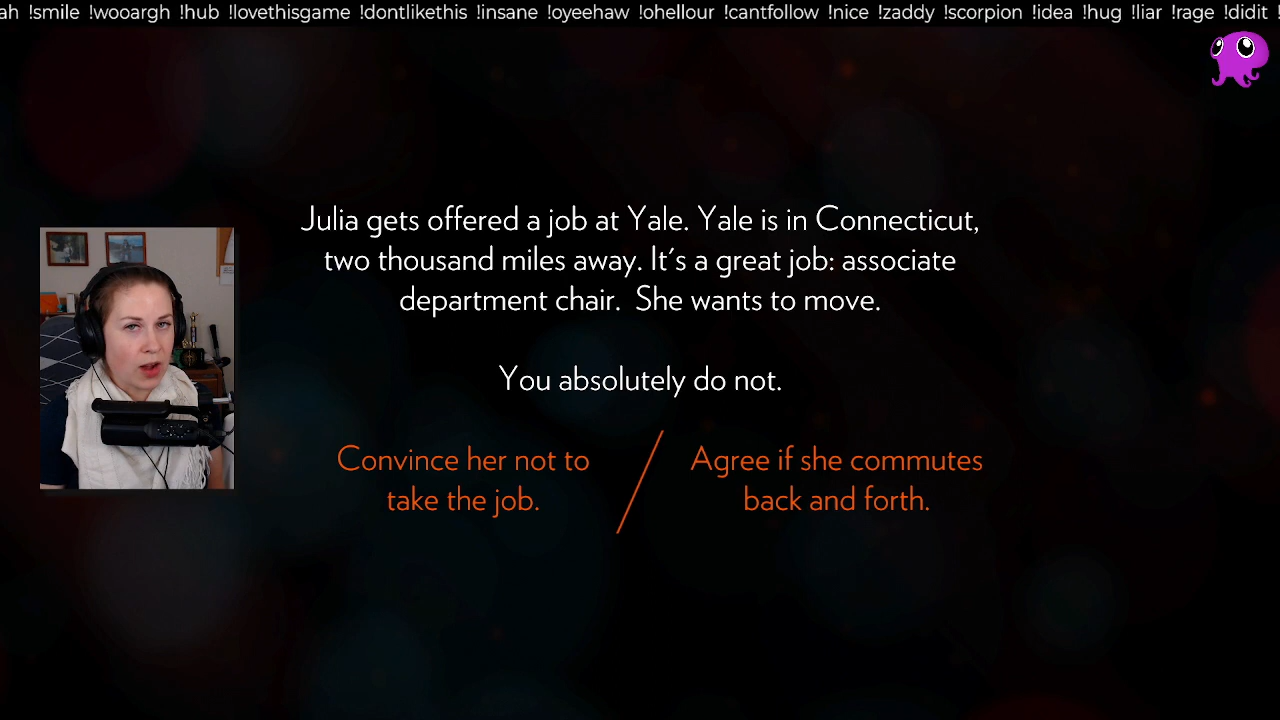 ah !smile !wooargh !hub !lovethisgame !dontlikethis !insane !oyeehaw !ohellour !cantfollow !nice !zaddy !scorpion !idea !hug !liar !rage !didit !
Julia gets offered a job at Yale. Yale is in Connecticut,
two thousand miles away. It's a great job: associate
department chair. She wants to move.
You absolutely do not.
Convince her not to
take the job.
Agree if she commutes
back and forth.